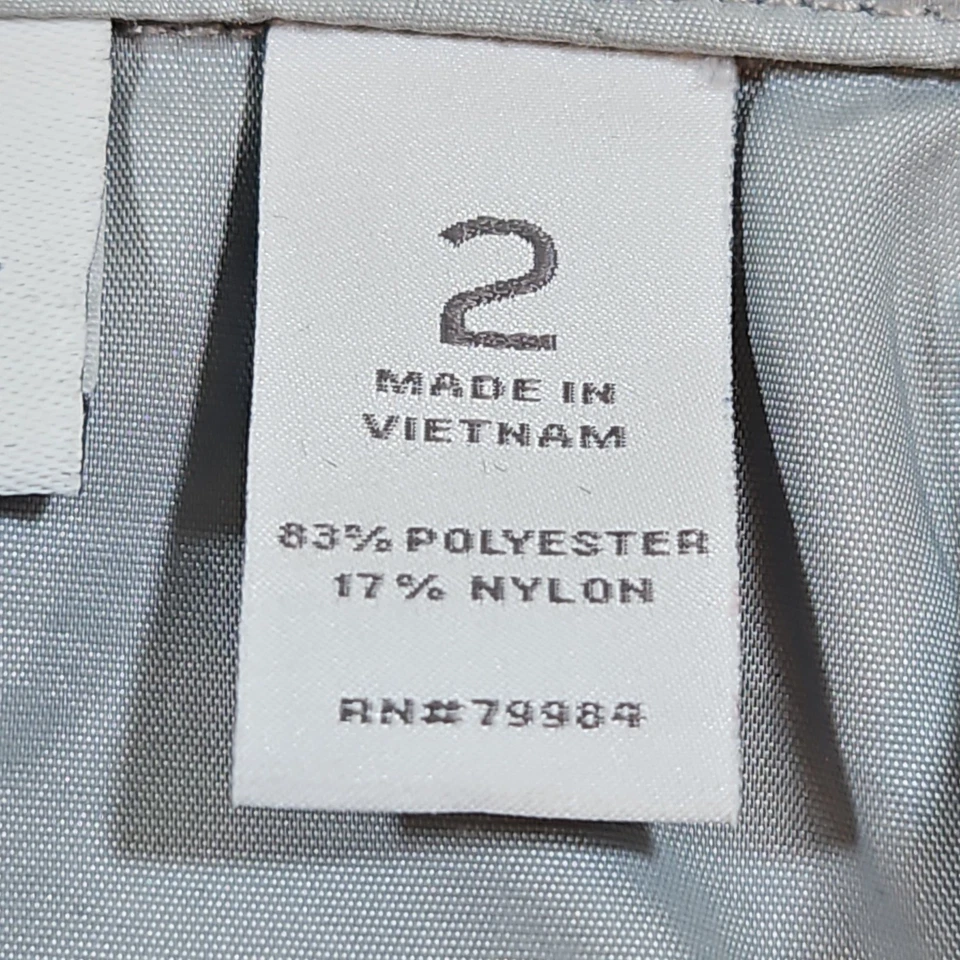 2
MADE IN
VIETNAM
83% POLYESTER
17% NYLON
RN#79984